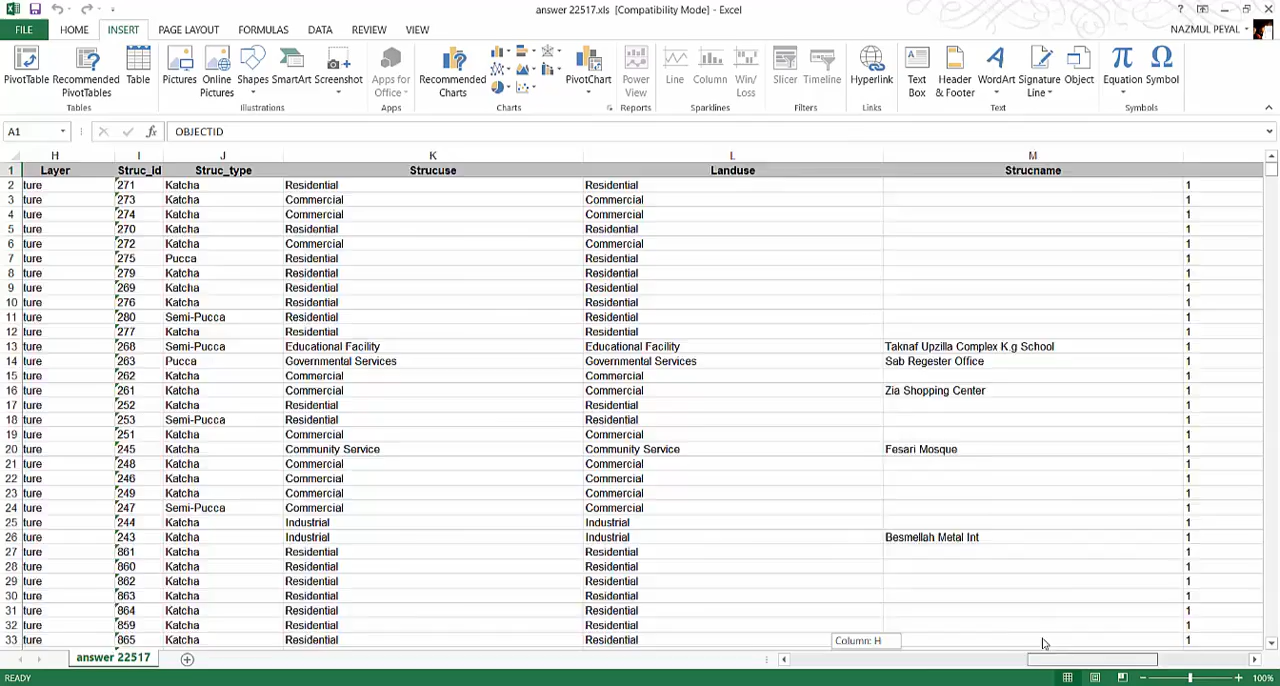 answer 22517.xls [Compatibility Mode] - Excel
FILE HOME INSERT PAGE LAYOUT FORMULAS DATA REVIEW VIEW NAZMUL PEYAL
PivotTable Recommended PivotTables Table Pictures Online Pictures Shapes SmartArt Screenshot Apps for Office Recommended Charts PivotChart Power View Line Column Win/Loss Slicer Timeline Hyperlink Text Box Header & Footer WordArt Signature Line Object Equation Symbol
Tables Illustrations Apps Charts Reports Sparklines Filters Links Text Symbols
A1 fx OBJECTID
H I J K L M
1 Layer Struc_id Struc_type Strucuse Landuse Strucname
2 ture 271 Katcha Residential Residential 1
3 ture 273 Katcha Commercial Commercial 1
4 ture 274 Katcha Commercial Commercial 1
5 ture 270 Katcha Residential Residential 1
6 ture 272 Katcha Commercial Commercial 1
7 ture 275 Pucca Residential Residential 1
8 ture 279 Katcha Residential Residential 1
9 ture 269 Katcha Residential Residential 1
10 ture 276 Katcha Residential Residential 1
11 ture 280 Semi-Pucca Residential Residential 1
12 ture 277 Katcha Residential Residential 1
13 ture 268 Semi-Pucca Educational Facility Educational Facility Taknaf Upzilla Complex K.g School 1
14 ture 263 Pucca Governmental Services Governmental Services Sab Regester Office 1
15 ture 262 Katcha Commercial Commercial 1
16 ture 261 Katcha Commercial Commercial Zia Shopping Center 1
17 ture 252 Katcha Residential Residential 1
18 ture 253 Semi-Pucca Residential Residential 1
19 ture 251 Katcha Commercial Commercial 1
20 ture 245 Katcha Community Service Community Service Fesari Mosque 1
21 ture 248 Katcha Commercial Commercial 1
22 ture 246 Katcha Commercial Commercial 1
23 ture 249 Katcha Commercial Commercial 1
24 ture 247 Semi-Pucca Commercial Commercial 1
25 ture 244 Katcha Industrial Industrial 1
26 ture 243 Katcha Industrial Industrial Besmellah Metal Int 1
27 ture 861 Katcha Residential Residential 1
28 ture 860 Katcha Residential Residential 1
29 ture 862 Katcha Residential Residential 1
30 ture 863 Katcha Residential Residential 1
31 ture 864 Katcha Residential Residential 1
32 ture 859 Katcha Residential Residential 1
33 ture 865 Katcha Residential Residential 1
Column: H
answer 22517
READY 100%